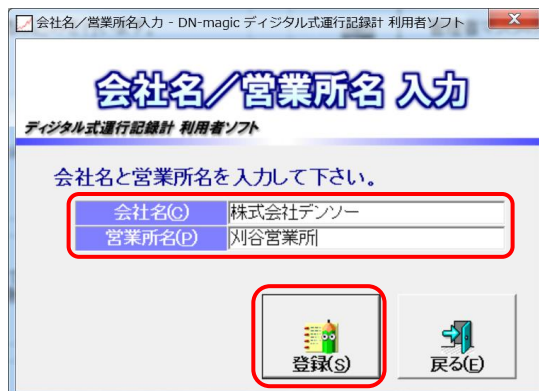 会社名/営業所名入力 - DN-magic ディジタル式運行記録計 利用者ソフト
会社名/営業所名 入力
ディジタル式運行記録計 利用者ソフト
会社名と営業所名を入力して下さい。
会社名(C) 株式会社デンソー
営業所名(P) 刈谷営業所
登録(S) 戻る(E)